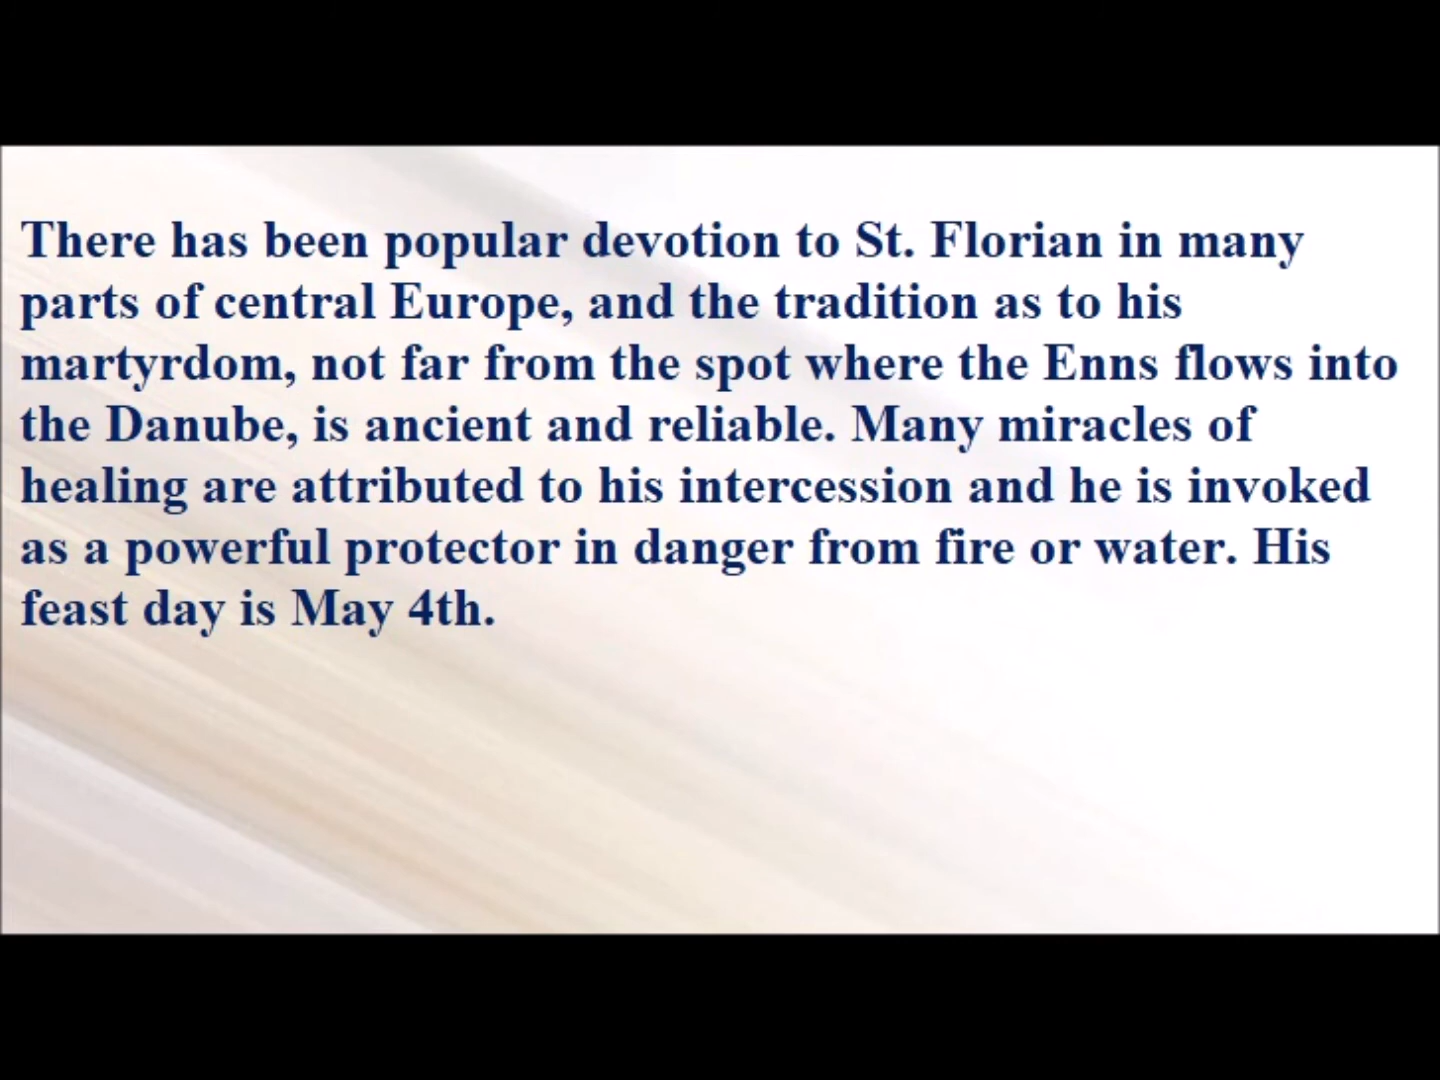 There has been popular devotion to St. Florian in many
parts of central Europe, and the tradition as to his
martyrdom, not far from the spot where the Enns flows into
the Danube, is ancient and reliable. Many miracles of
healing are attributed to his intercession and he is invoked
as a powerful protector in danger from fire or water. His
feast day is May 4th.